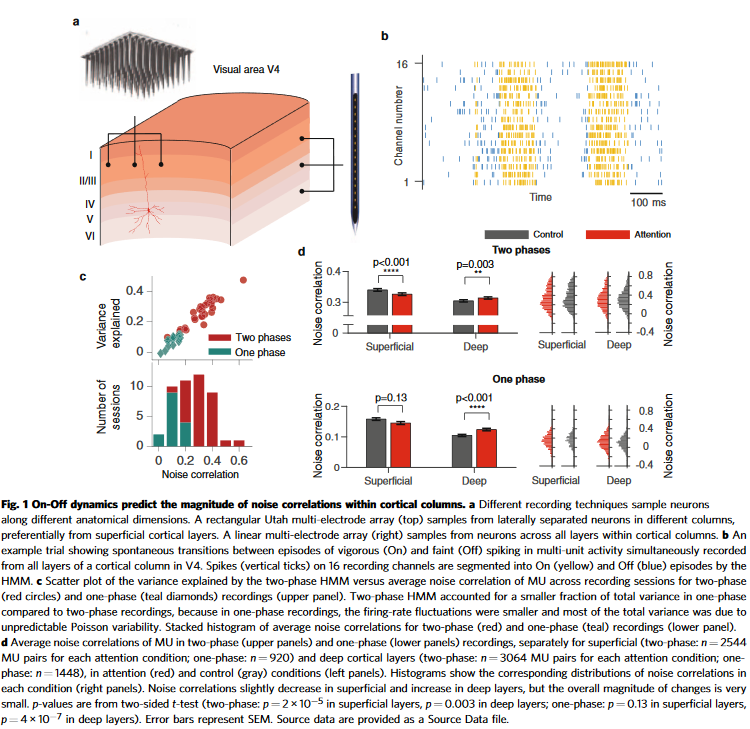 a
Visual area V4
I
II/III
IV
V
VI
b
16
Channel number
1
Time
100 ms
c
Variance
explained
0.4
0.2
0
Two phases
One phase
Number of
sessions
10
5
0
0 0.2 0.4 0.6
Noise correlation
d
Control
Attention
Two phases
Noise correlation
0.4
0.3
0
p<0.001
****
p=0.003
**
Superficial
Deep
0.8
0.4
0
-0.4
Noise correlation
Superficial
Deep
One phase
Noise correlation
0.2
0.1
0
p=0.13
p<0.001
****
Superficial
Deep
0.8
0.4
0
-0.4
Noise correlation
Superficial
Deep
Fig. 1 On-Off dynamics predict the magnitude of noise correlations within cortical columns. a Different recording techniques sample neurons
along different anatomical dimensions. A rectangular Utah multi-electrode array (top) samples from laterally separated neurons in different columns,
preferentially from superficial cortical layers. A linear multi-electrode array (right) samples from neurons across all layers within cortical columns. b An
example trial showing spontaneous transitions between episodes of vigorous (On) and faint (Off) spiking in multi-unit activity simultaneously recorded
from all layers of a cortical column in V4. Spikes (vertical ticks) on 16 recording channels are segmented into On (yellow) and Off (blue) episodes by the
HMM. c Scatter plot of the variance explained by the two-phase HMM versus average noise correlation of MU across recording sessions for two-phase
(red circles) and one-phase (teal diamonds) recordings (upper panel). Two-phase HMM accounted for a smaller fraction of total variance in one-phase
compared to two-phase recordings, because in one-phase recordings, the firing-rate fluctuations were smaller and most of the total variance was due to
unpredictable Poisson variability. Stacked histogram of average noise correlations for two-phase (red) and one-phase (teal) recordings (lower panel).
d Average noise correlations of MU in two-phase (upper panels) and one-phase (lower panels) recordings, separately for superficial (two-phase: n = 2544
MU pairs for each attention condition; one-phase: n = 920) and deep cortical layers (two-phase: n = 3064 MU pairs for each attention condition; one-
phase: n = 1448), in attention (red) and control (gray) conditions (left panels). Histograms show the corresponding distributions of noise correlations in
each condition (right panels). Noise correlations slightly decrease in superficial and increase in deep layers, but the overall magnitude of changes is very
small. p-values are from two-sided t-test (two-phase: p = 2 × 10⁻⁵ in superficial layers, p = 0.003 in deep layers; one-phase: p = 0.13 in superficial layers,
p = 4 × 10⁻⁷ in deep layers). Error bars represent SEM. Source data are provided as a Source Data file.